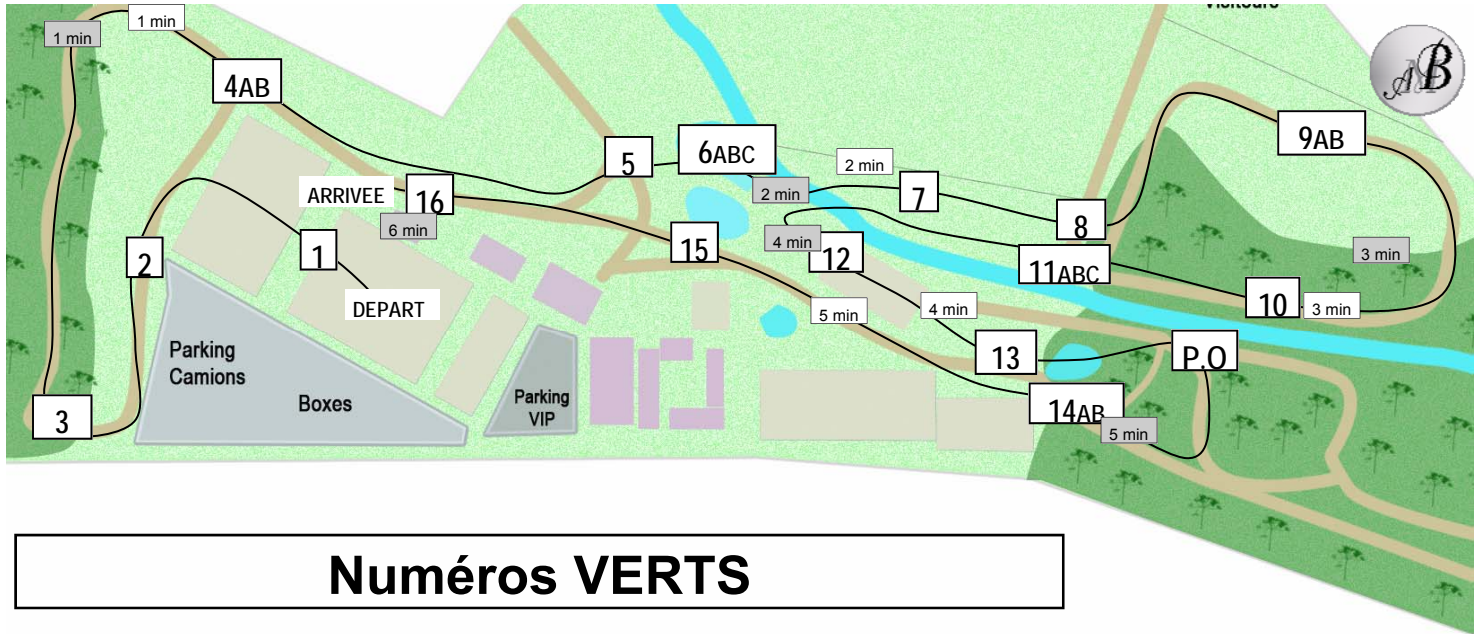 Visiteurs
1 min
1 min
4AB
5
6ABC
2 min
2 min
7
8
9AB
ARRIVEE
16
6 min
15
4 min
12
11ABC
3 min
10
3 min
2
1
DEPART
5 min
4 min
13
P.O
Parking
Camions
Boxes
Parking
VIP
3
14AB
5 min
Numéros VERTS